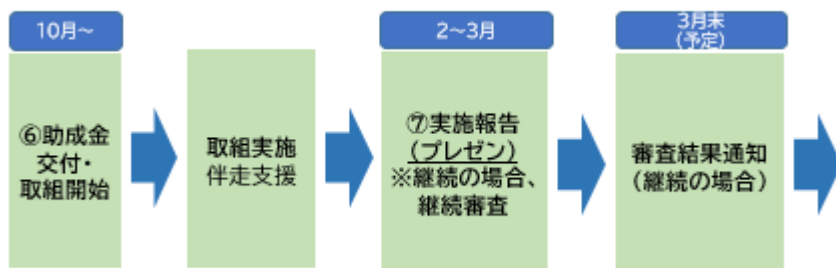 10月～
⑥助成金
交付・
取組開始
取組実施
伴走支援
2～3月
⑦実施報告
(プレゼン)
※継続の場合、
継続審査
3月末
(予定)
審査結果通知
(継続の場合)